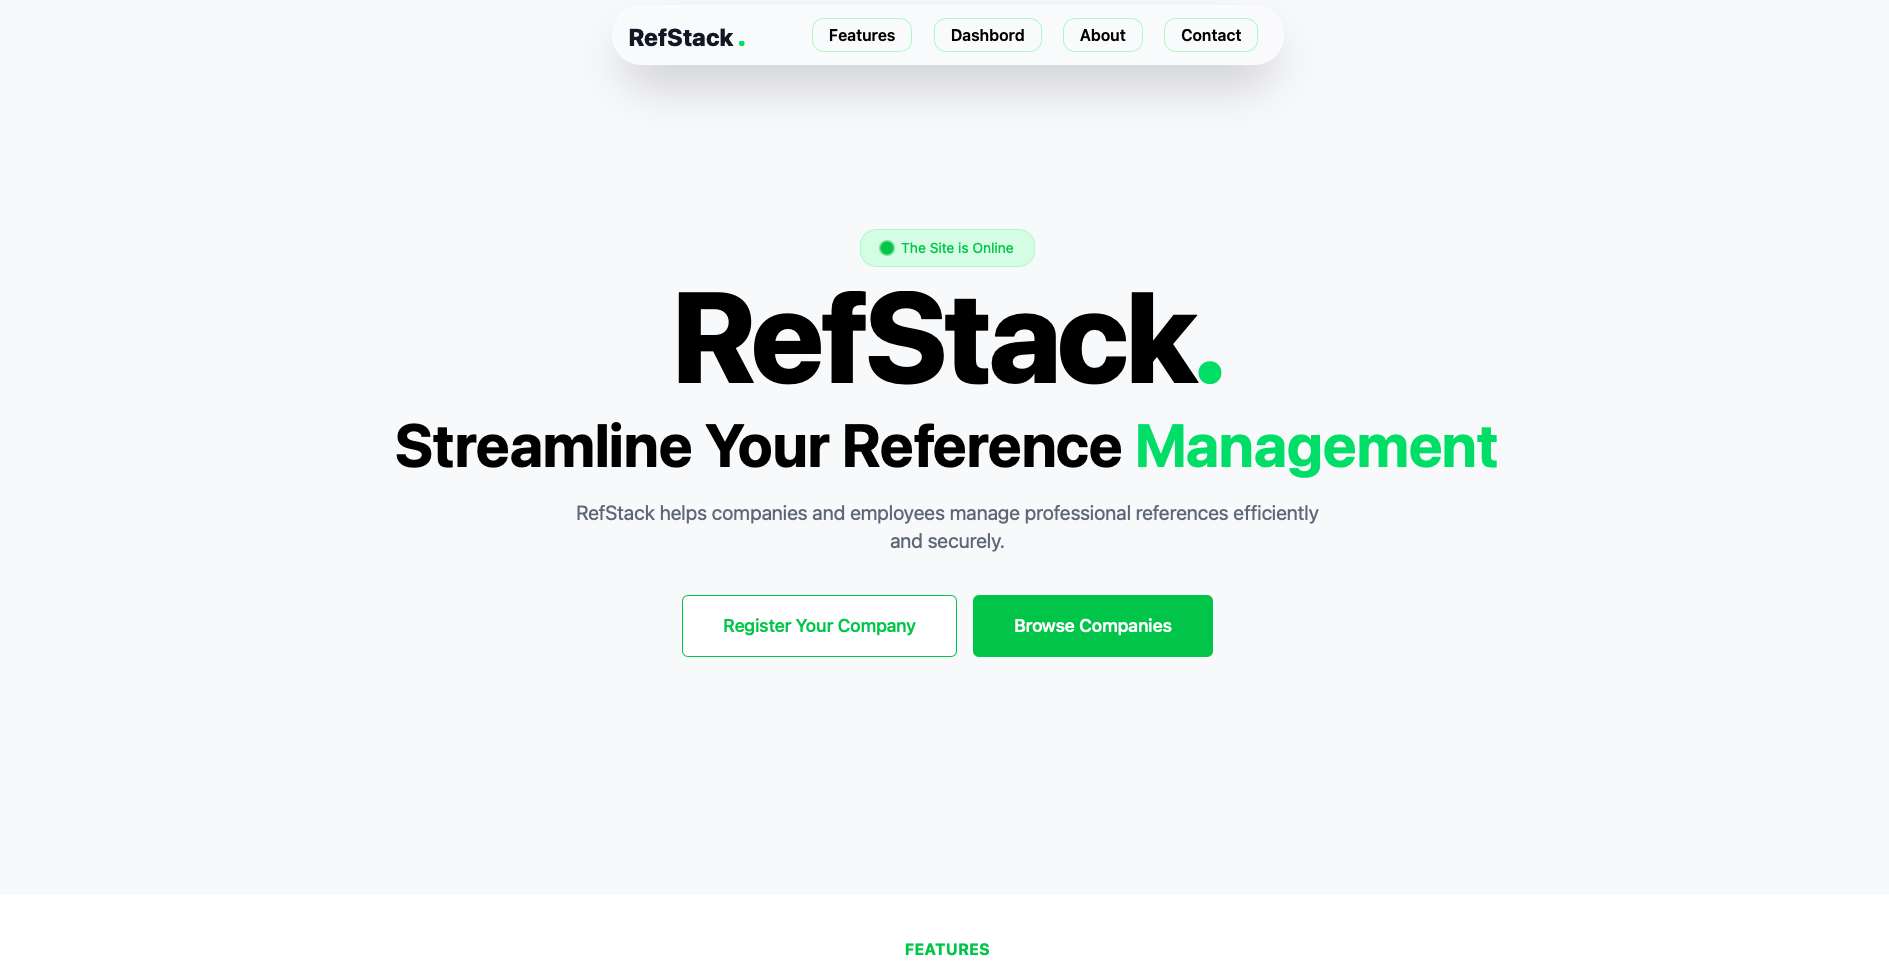 RefStack.
Features
Dashbord
About
Contact
The Site is Online
RefStack.
Streamline Your Reference Management
RefStack helps companies and employees manage professional references efficiently
and securely.
Register Your Company
Browse Companies
FEATURES